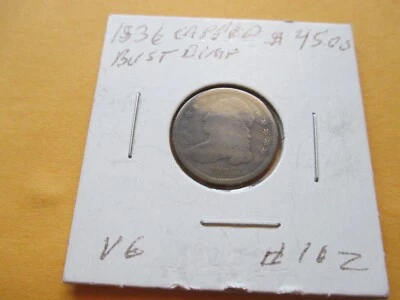 1836 CAPPED $ 45.00
BUST DIME
VG #162